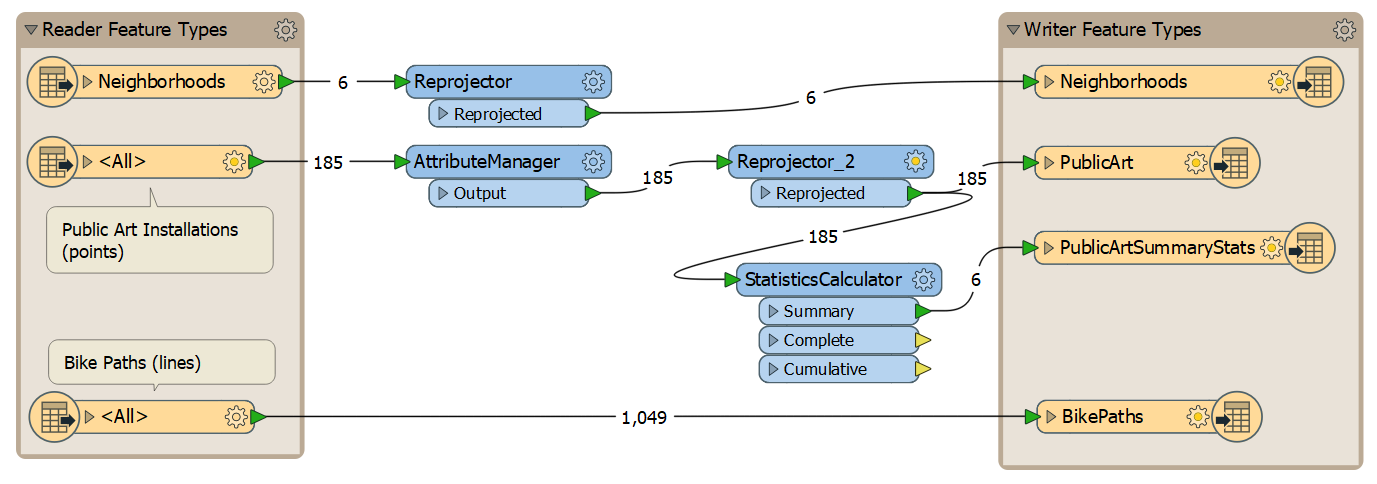 Reader Feature Types
Writer Feature Types
Neighborhoods
6
Reprojector
Reprojected
6
Neighborhoods
<All>
185
AttributeManager
Output
185
Reprojector_2
Reprojected
185
PublicArt
Public Art Installations
(points)
185
StatisticsCalculator
Summary
Complete
Cumulative
6
PublicArtSummaryStats
Bike Paths (lines)
<All>
1,049
BikePaths